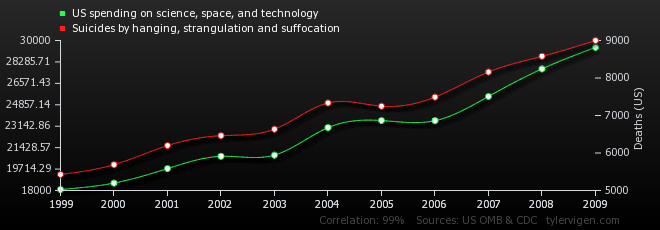 US spending on science, space, and technology
Suicides by hanging, strangulation and suffocation
30000
28285.71
26571.43
24857.14
23142.86
21428.57
19714.29
18000
9000
8000
7000
6000
5000
Deaths (US)
1999 2000 2001 2002 2003 2004 2005 2006 2007 2008 2009
Correlation: 99% Sources: US OMB & CDC tylervigen.com